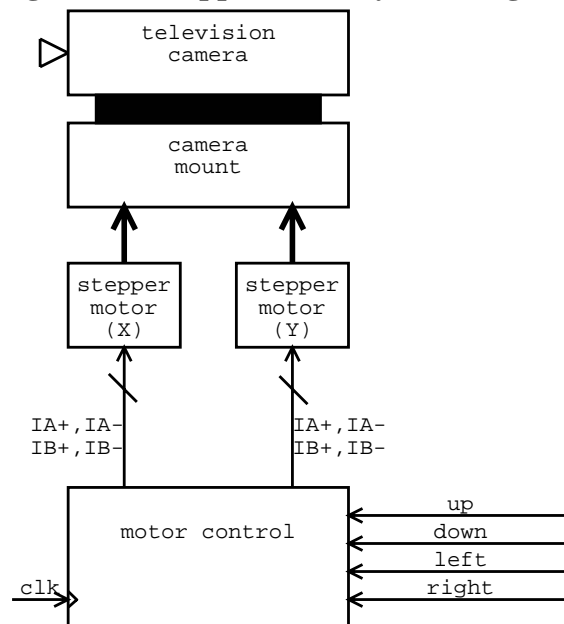 television
camera
camera
mount
stepper
motor
(X)
stepper
motor
(Y)
IA+,IA-
IB+,IB-
IA+,IA-
IB+,IB-
motor control
up
down
left
right
clk